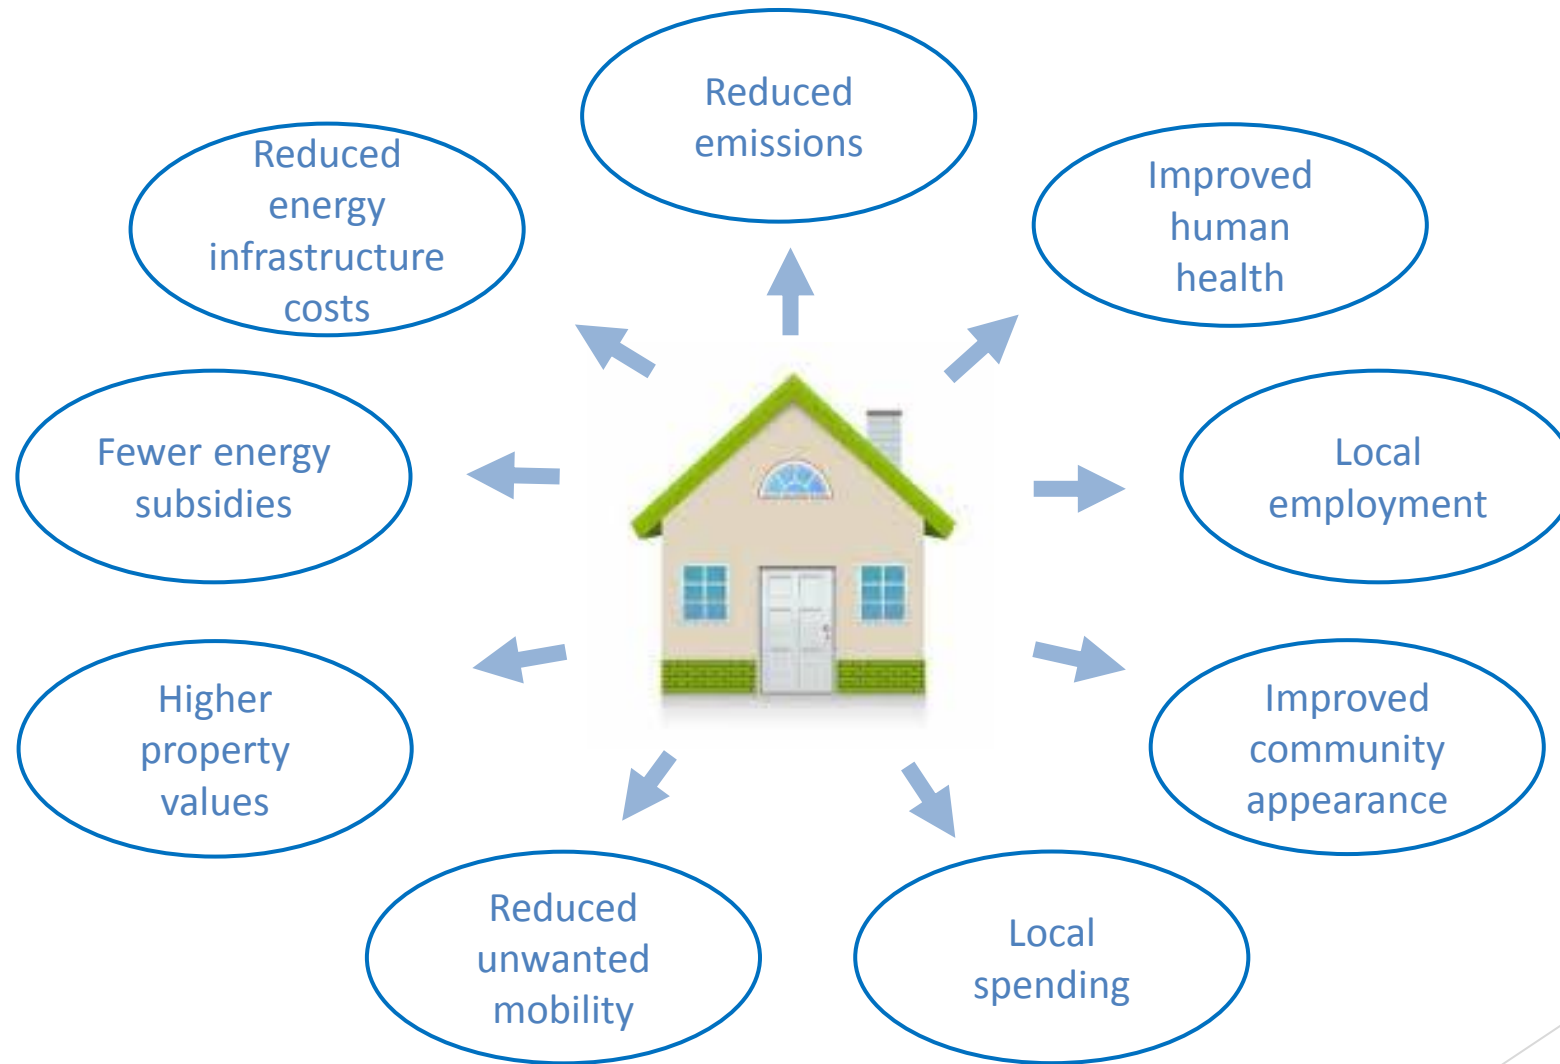 Reduced
emissions
Improved
human
health
Local
employment
Improved
community
appearance
Local
spending
Reduced
unwanted
mobility
Higher
property
values
Fewer energy
subsidies
Reduced
energy
infrastructure
costs